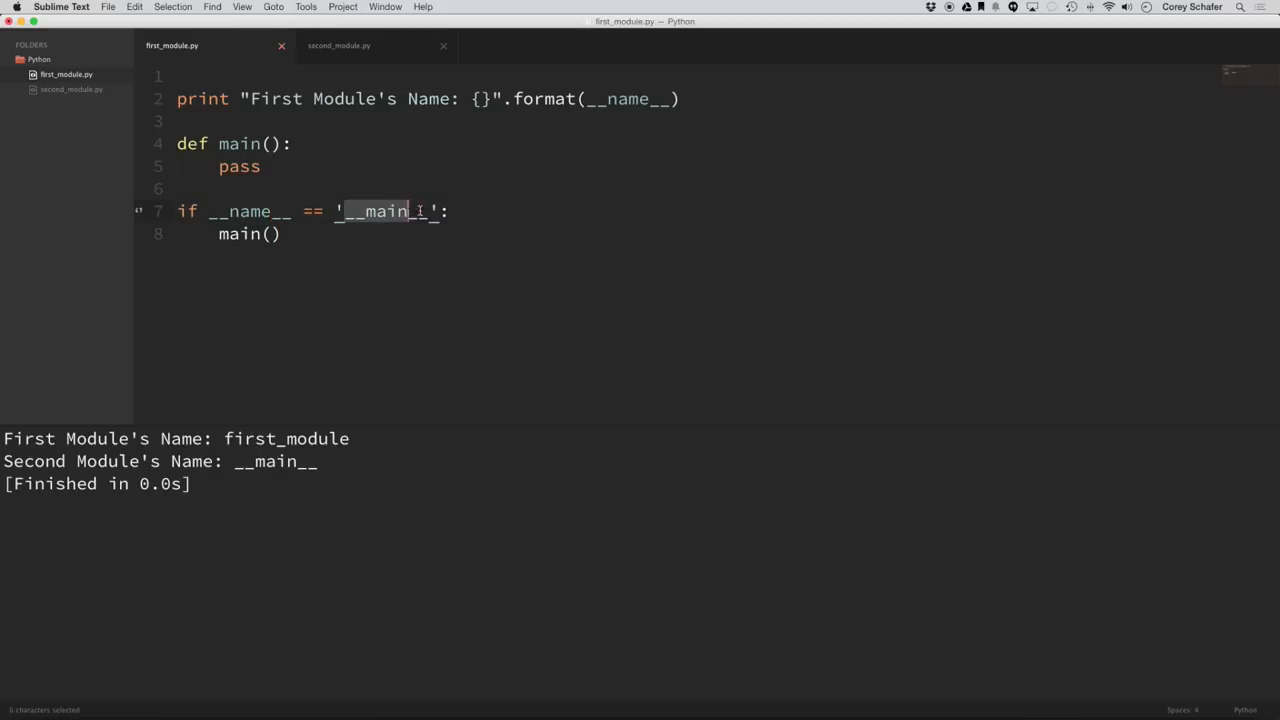 Sublime Text File Edit Selection Find View Goto Tools Project Window Help Corey Schafer
first_module.py — Python
FOLDERS
Python
first_module.py
second_module.py
first_module.py second_module.py
1
2 print "First Module's Name: {}".format(__name__)
3
4 def main():
5 pass
6
7 if __name__ == '__main__':
8 main()
First Module's Name: first_module
Second Module's Name: __main__
[Finished in 0.0s]
6 characters selected Spaces: 4 Python